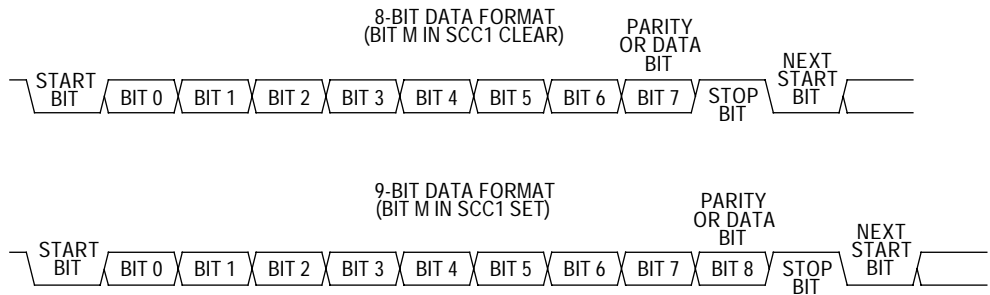 8-BIT DATA FORMAT
(BIT M IN SCC1 CLEAR)
PARITY
OR DATA
BIT
START
BIT
BIT 0
BIT 1
BIT 2
BIT 3
BIT 4
BIT 5
BIT 6
BIT 7
STOP
BIT
NEXT
START
BIT
9-BIT DATA FORMAT
(BIT M IN SCC1 SET)
PARITY
OR DATA
BIT
START
BIT
BIT 0
BIT 1
BIT 2
BIT 3
BIT 4
BIT 5
BIT 6
BIT 7
BIT 8
STOP
BIT
NEXT
START
BIT